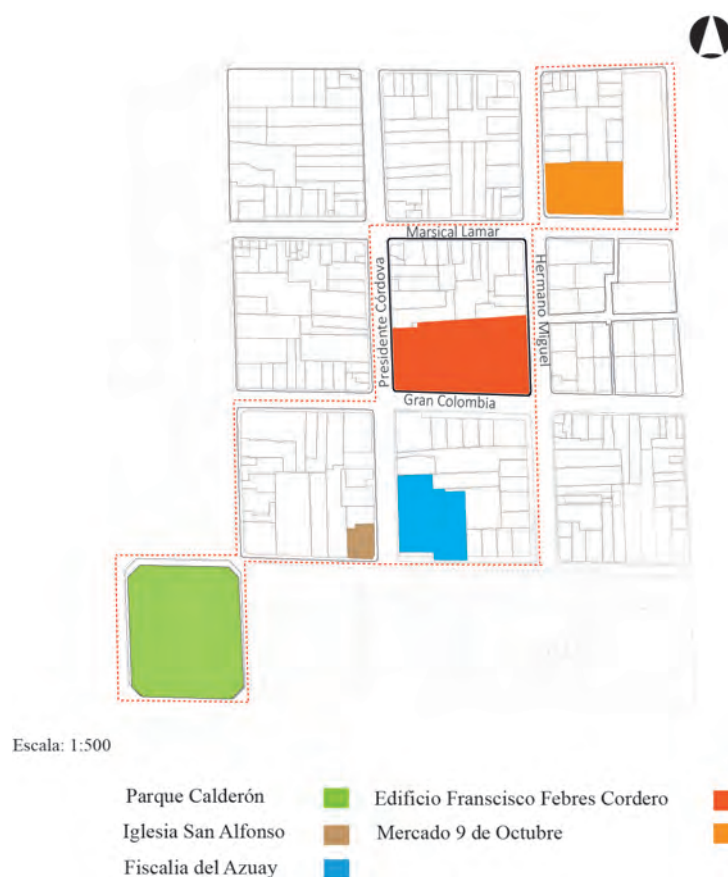 Marsical Lamar
Presidente Córdova
Hermano Miguel
Gran Colombia
Escala: 1:500
Parque Calderón
Edificio Franscisco Febres Cordero
Iglesia San Alfonso
Mercado 9 de Octubre
Fiscalia del Azuay